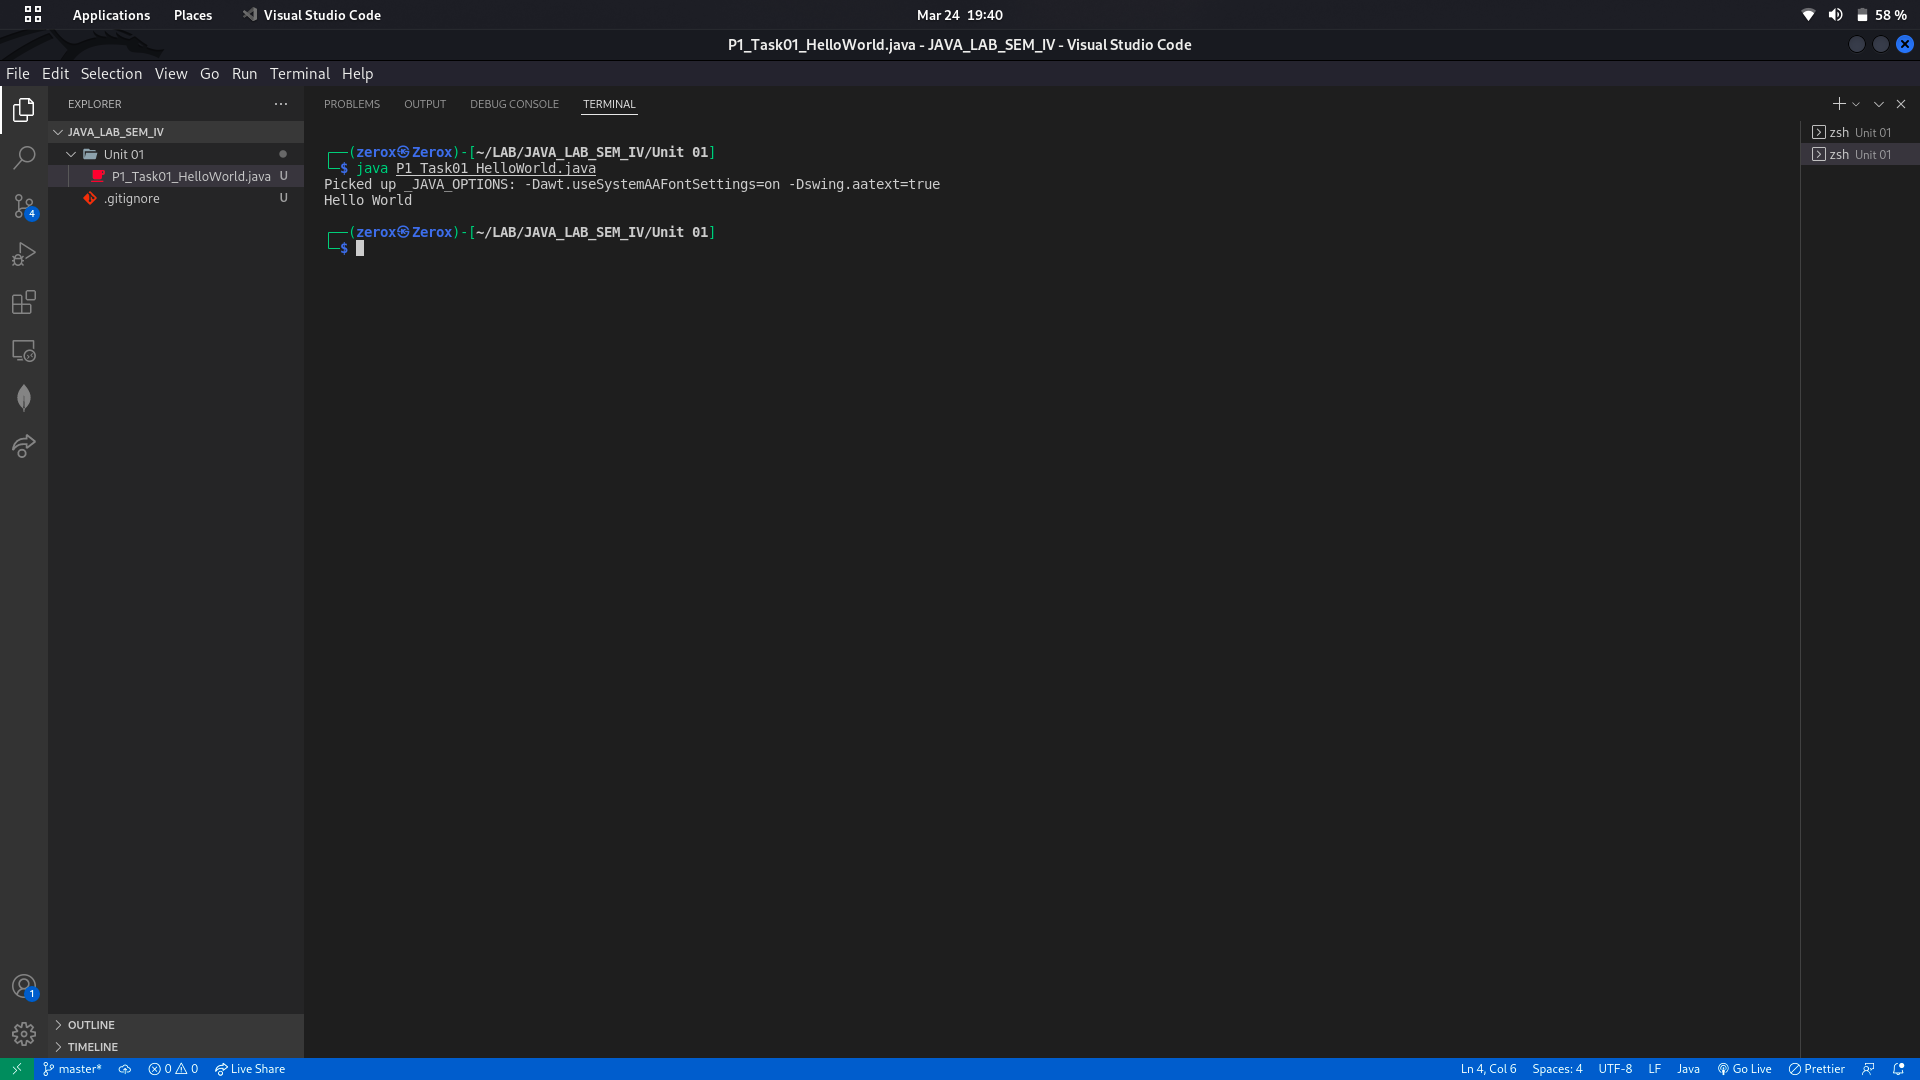 Applications Places Visual Studio Code Mar 24 19:40 58 %
P1_Task01_HelloWorld.java - JAVA_LAB_SEM_IV - Visual Studio Code
File Edit Selection View Go Run Terminal Help
EXPLORER ···
JAVA_LAB_SEM_IV
Unit 01
P1_Task01_HelloWorld.java U
.gitignore U
4
1
OUTLINE
TIMELINE
PROBLEMS OUTPUT DEBUG CONSOLE TERMINAL
┌──(zerox㉿Zerox)-[~/LAB/JAVA_LAB_SEM_IV/Unit 01]
└─$ java P1_Task01_HelloWorld.java
Picked up _JAVA_OPTIONS: -Dawt.useSystemAAFontSettings=on -Dswing.aatext=true
Hello World
┌──(zerox㉿Zerox)-[~/LAB/JAVA_LAB_SEM_IV/Unit 01]
└─$
zsh Unit 01
zsh Unit 01
master* 0 0 Live Share Ln 4, Col 6 Spaces: 4 UTF-8 LF Java Go Live Prettier